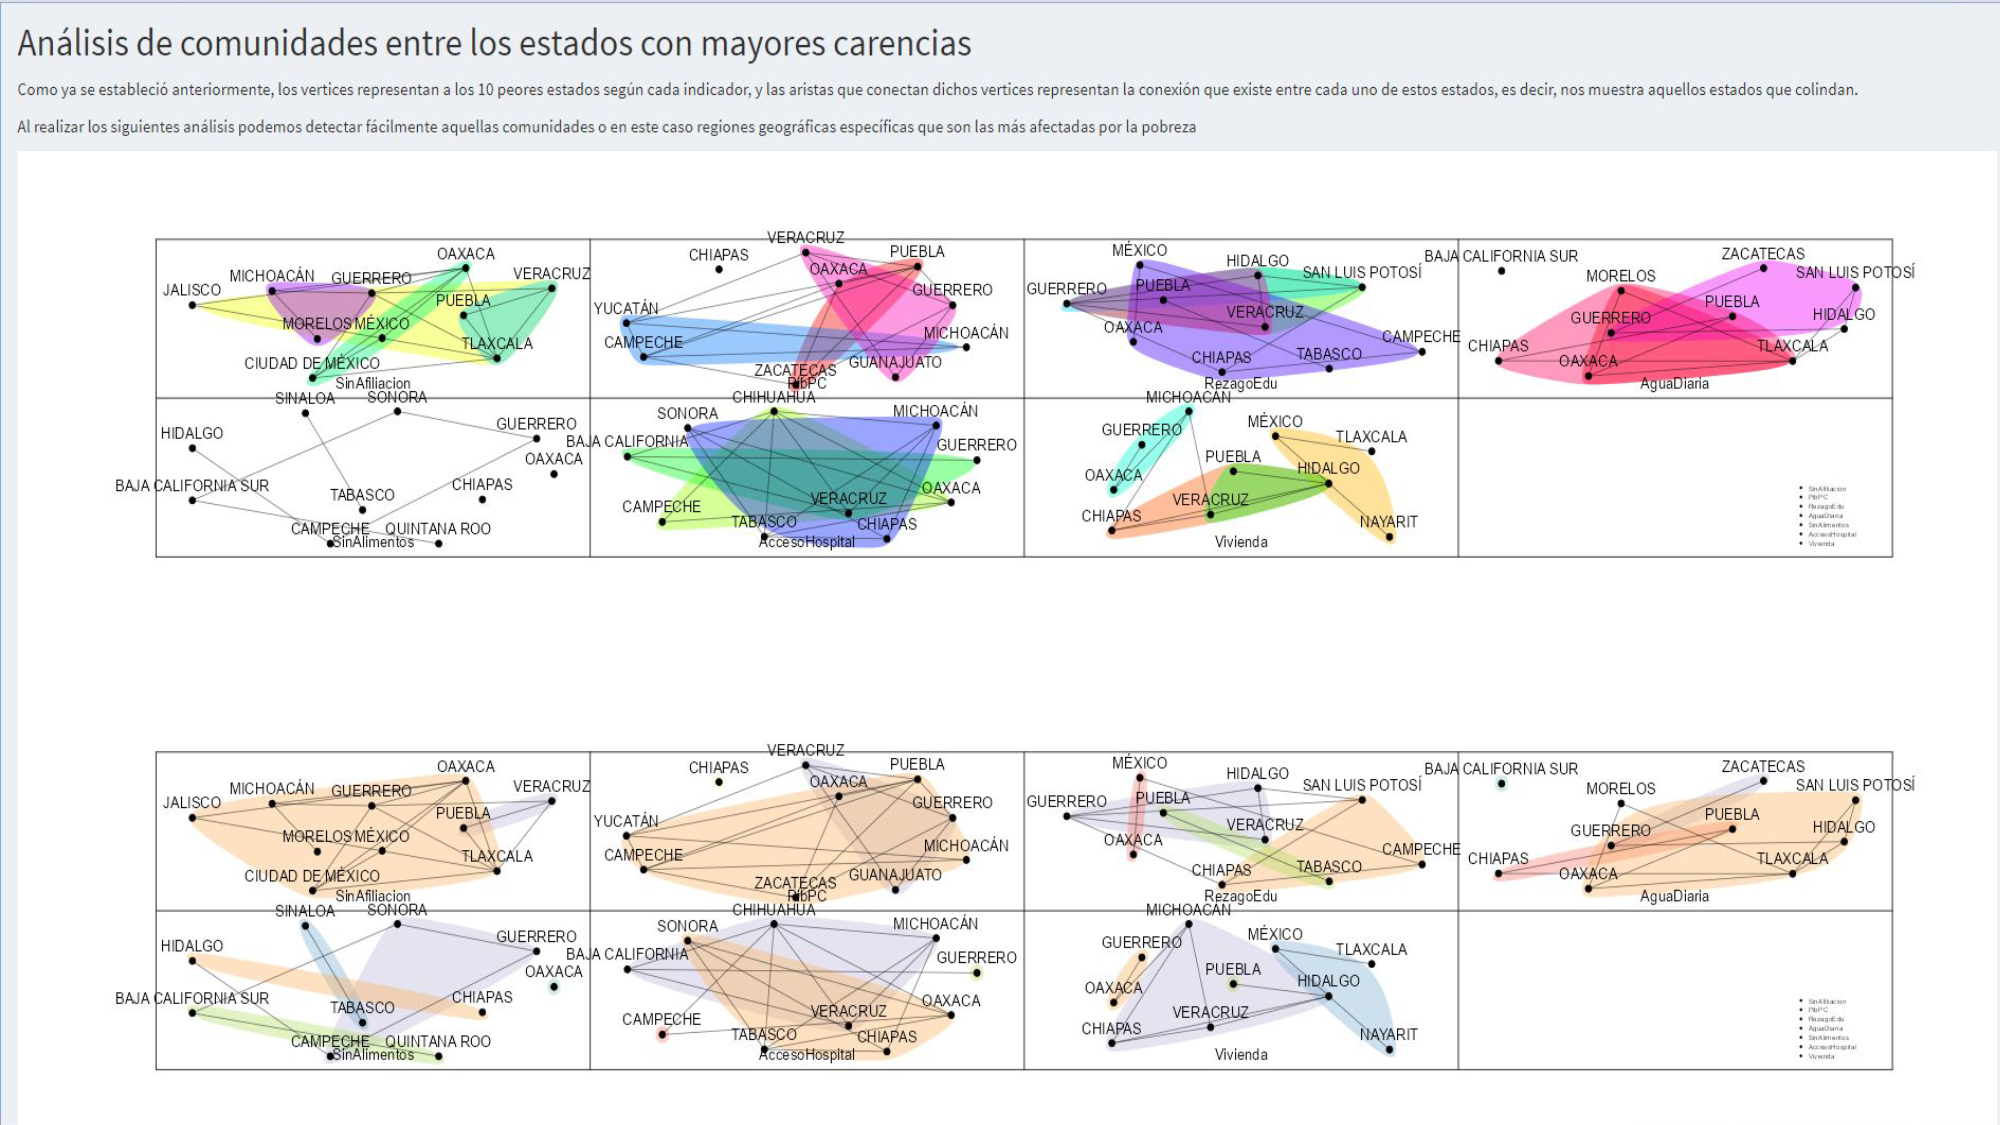 Análisis de comunidades entre los estados con mayores carencias
Como ya se estableció anteriormente, los vertices representan a los 10 peores estados según cada indicador, y las aristas que conectan dichos vertices representan la conexión que existe entre cada uno de estos estados, es decir, nos muestra aquellos estados que colindan.
Al realizar los siguientes análisis podemos detectar fácilmente aquellas comunidades o en este caso regiones geográficas específicas que son las más afectadas por la pobreza
OAXACA
MICHOACÁN
GUERRERO
VERACRUZ
JALISCO
PUEBLA
MORELOS
MÉXICO
TLAXCALA
CIUDAD DE MÉXICO
SinAfiliacion
VERACRUZ
CHIAPAS
PUEBLA
OAXACA
GUERRERO
YUCATÁN
MICHOACÁN
CAMPECHE
GUANAJUATO
ZACATECAS
PibPC
MÉXICO
HIDALGO
SAN LUIS POTOSÍ
GUERRERO
PUEBLA
VERACRUZ
OAXACA
CAMPECHE
CHIAPAS
TABASCO
RezagoEdu
BAJA CALIFORNIA SUR
ZACATECAS
MORELOS
SAN LUIS POTOSÍ
PUEBLA
GUERRERO
HIDALGO
CHIAPAS
TLAXCALA
OAXACA
AguaDiaria
SINALOA
SONORA
GUERRERO
HIDALGO
OAXACA
BAJA CALIFORNIA SUR
CHIAPAS
TABASCO
CAMPECHE
QUINTANA ROO
SinAlimentos
CHIHUAHUA
SONORA
MICHOACÁN
BAJA CALIFORNIA
GUERRERO
OAXACA
CAMPECHE
VERACRUZ
TABASCO
CHIAPAS
AccesoHospital
MICHOACÁN
GUERRERO
MÉXICO
TLAXCALA
PUEBLA
HIDALGO
OAXACA
VERACRUZ
CHIAPAS
NAYARIT
Vivienda
SinAfiliacion
PibPC
RezagoEdu
AguaDiaria
SinAlimentos
AccesoHospital
Vivienda
OAXACA
MICHOACÁN
GUERRERO
VERACRUZ
JALISCO
PUEBLA
MORELOS
MÉXICO
TLAXCALA
CIUDAD DE MÉXICO
SinAfiliacion
VERACRUZ
CHIAPAS
PUEBLA
OAXACA
GUERRERO
YUCATÁN
MICHOACÁN
CAMPECHE
GUANAJUATO
ZACATECAS
PibPC
MÉXICO
HIDALGO
SAN LUIS POTOSÍ
GUERRERO
PUEBLA
VERACRUZ
OAXACA
CAMPECHE
CHIAPAS
TABASCO
RezagoEdu
BAJA CALIFORNIA SUR
ZACATECAS
MORELOS
SAN LUIS POTOSÍ
PUEBLA
GUERRERO
HIDALGO
CHIAPAS
TLAXCALA
OAXACA
AguaDiaria
SINALOA
SONORA
GUERRERO
HIDALGO
OAXACA
BAJA CALIFORNIA SUR
CHIAPAS
TABASCO
CAMPECHE
QUINTANA ROO
SinAlimentos
CHIHUAHUA
SONORA
MICHOACÁN
BAJA CALIFORNIA
GUERRERO
OAXACA
CAMPECHE
VERACRUZ
TABASCO
CHIAPAS
AccesoHospital
MICHOACÁN
GUERRERO
MÉXICO
TLAXCALA
PUEBLA
HIDALGO
OAXACA
VERACRUZ
CHIAPAS
NAYARIT
Vivienda
SinAfiliacion
PibPC
RezagoEdu
AguaDiaria
SinAlimentos
AccesoHospital
Vivienda